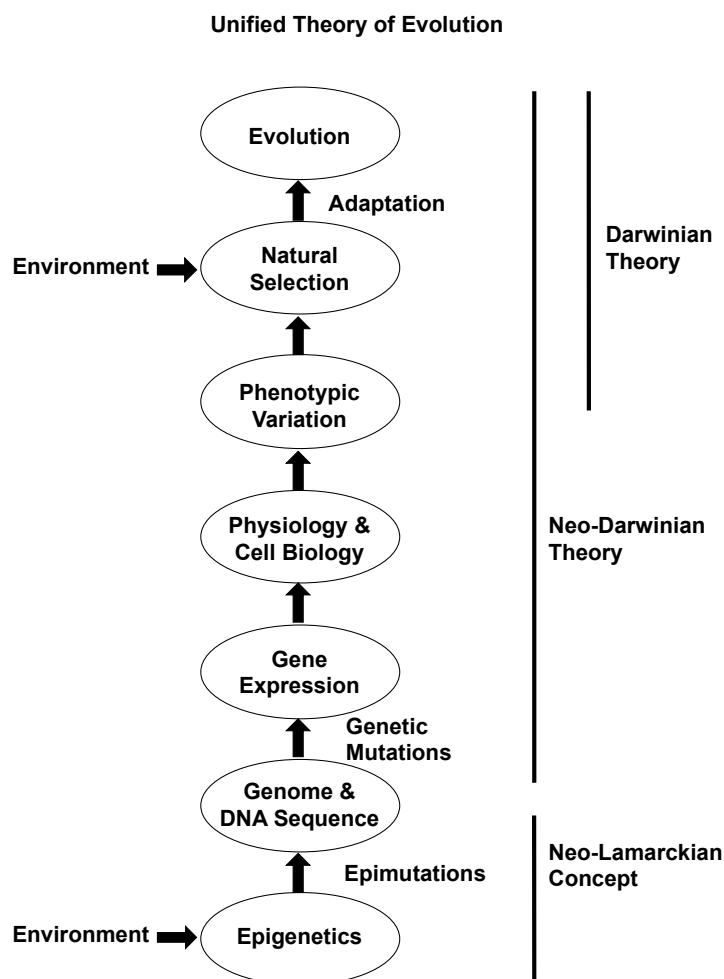 Unified Theory of Evolution
Evolution
Adaptation
Environment
Natural
Selection
Darwinian
Theory
Phenotypic
Variation
Physiology &
Cell Biology
Neo-Darwinian
Theory
Gene
Expression
Genetic
Mutations
Genome &
DNA Sequence
Epimutations
Neo-Lamarckian
Concept
Environment
Epigenetics